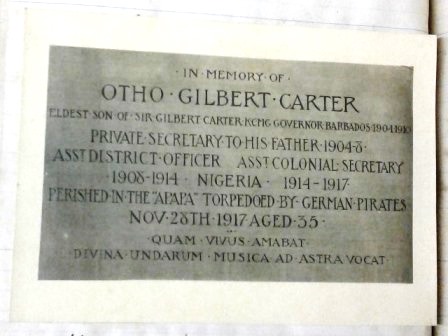 · IN · MEMORY · OF ·
OTHO · GILBERT · CARTER
ELDEST SON OF · SIR GILBERT CARTER KCMG GOVERNOR BARBADOS · 1904 1910
PRIVATE · SECRETARY · TO HIS FATHER · 1904-8
ASST DISTRICT · OFFICER ASST COLONIAL · SECRETARY
· 1908-1914 · NIGERIA · 1914-1917 ·
PERISHED IN THE "APAPA" TORPEDOED · BY · GERMAN PIRATES
NOV · 28TH · 1917 AGED · 35 ·
· QUAM · VIVUS · AMABAT ·
· DIVINA · UNDARUM · MUSICA AD · ASTRA VOCAT ·